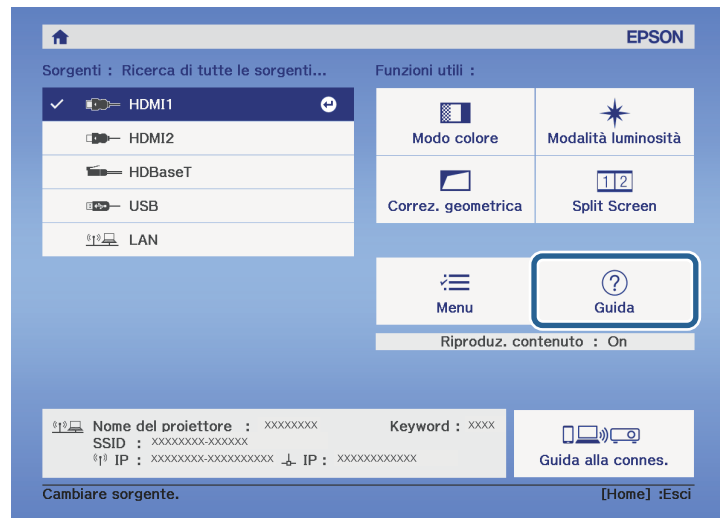 EPSON
Sorgenti : Ricerca di tutte le sorgenti...
HDMI1
HDMI2
HDBaseT
USB
LAN
Funzioni utili :
Modo colore
Modalità luminosità
Correz. geometrica
1 2
Split Screen
Menu
? 
Guida
Riproduz. contenuto : On
Nome del proiettore : xxxxxxxx Keyword : xxxx
SSID : xxxxxxxx-xxxxxx
IP : xxxxxxxx-xxxxxxxxxx IP : xxxxxxxxxxxx
Guida alla connes.
Cambiare sorgente. [Home] :Esci